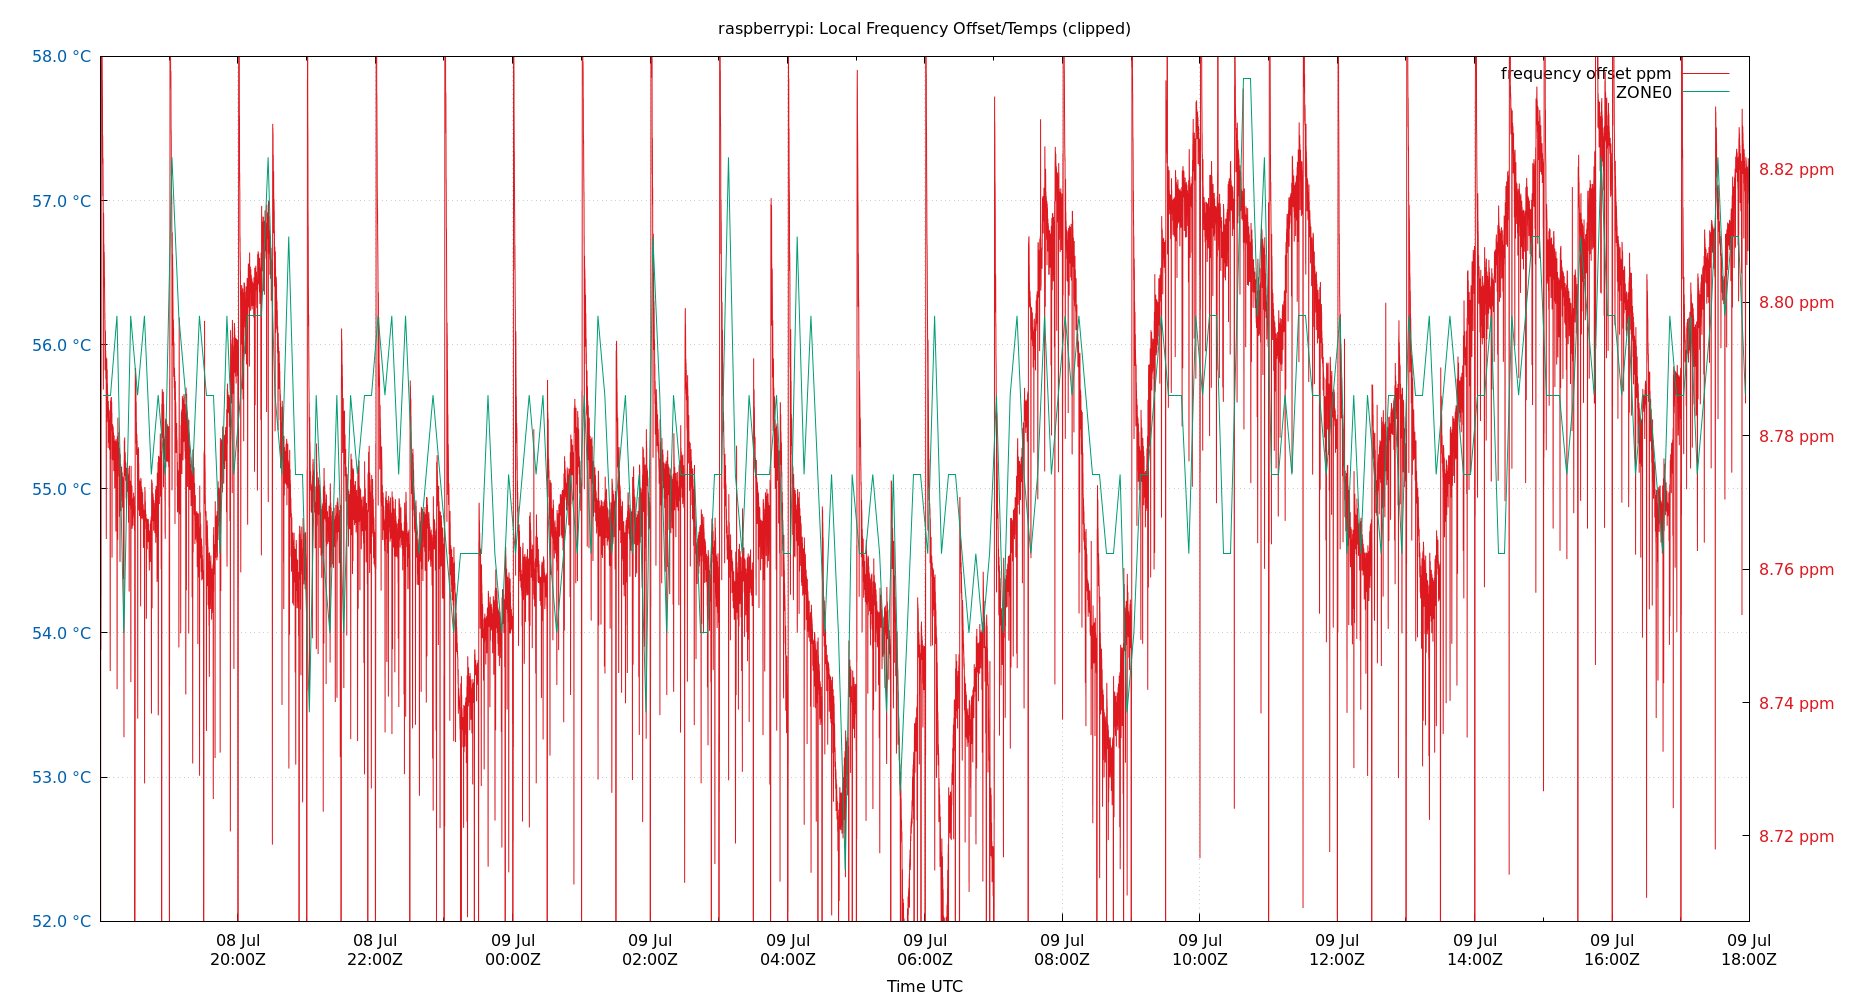 raspberrypi: Local Frequency Offset/Temps (clipped)
frequency offset ppm
ZONE0
58.0 °C
57.0 °C
56.0 °C
55.0 °C
54.0 °C
53.0 °C
52.0 °C
8.82 ppm
8.80 ppm
8.78 ppm
8.76 ppm
8.74 ppm
8.72 ppm
08 Jul 08 Jul 09 Jul 09 Jul 09 Jul 09 Jul 09 Jul 09 Jul 09 Jul 09 Jul 09 Jul 09 Jul
20:00Z 22:00Z 00:00Z 02:00Z 04:00Z 06:00Z 08:00Z 10:00Z 12:00Z 14:00Z 16:00Z 18:00Z
Time UTC